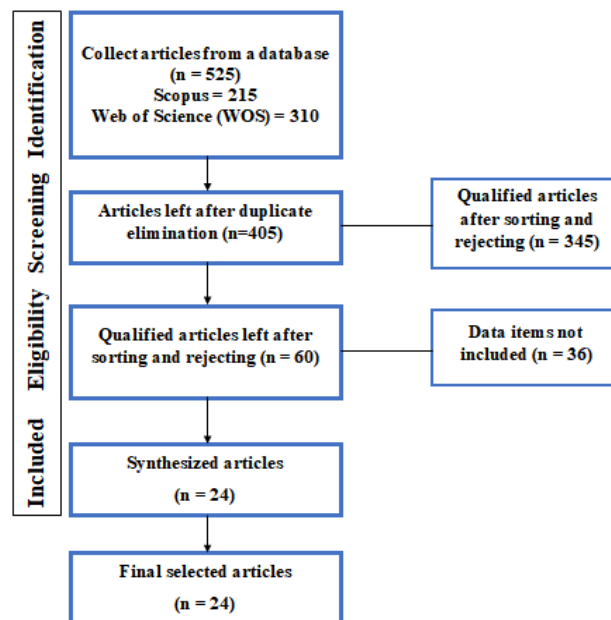 Identification
Screening
Eligibility
Included
Collect articles from a database
(n = 525)
Scopus = 215
Web of Science (WOS) = 310
Articles left after duplicate
elimination (n=405)
Qualified articles
after sorting and
rejecting (n = 345)
Qualified articles left after
sorting and rejecting (n = 60)
Data items not
included (n = 36)
Synthesized articles
(n = 24)
Final selected articles
(n = 24)